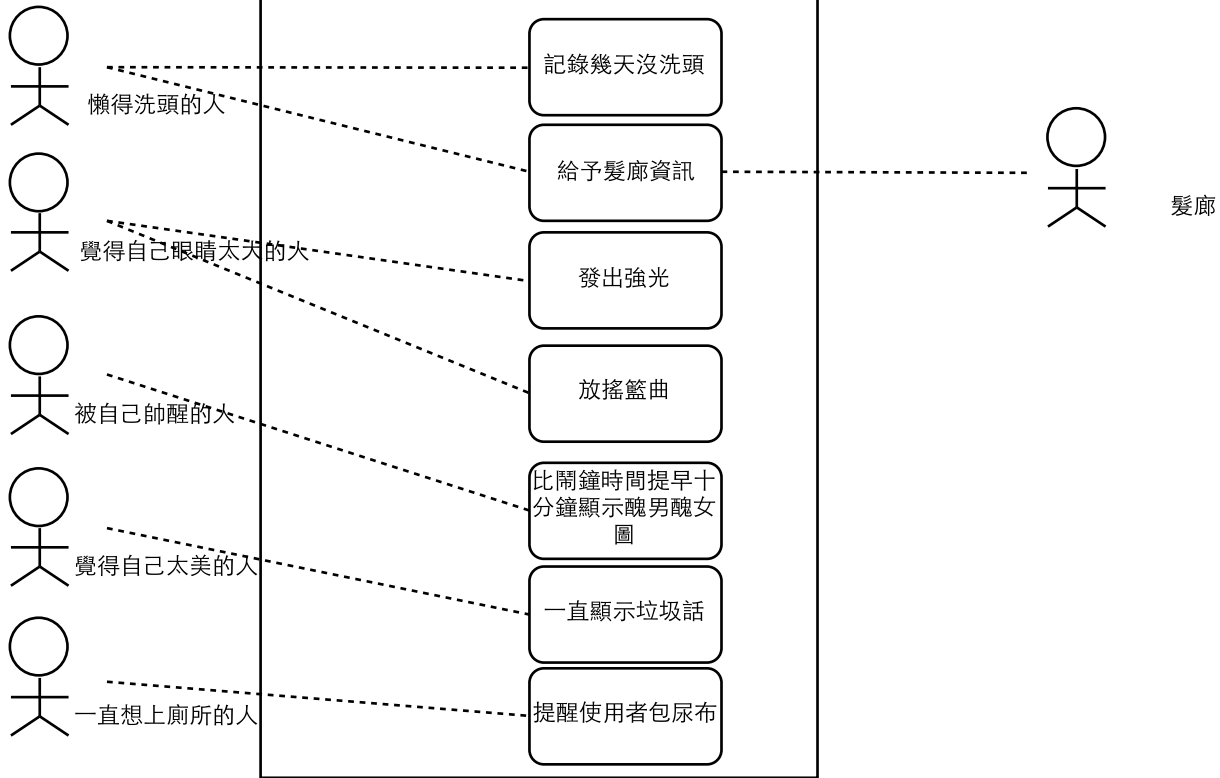 記錄幾天沒洗頭
懶得洗頭的人
給予髮廊資訊
髮廊
覺得自己眼睛太大的人
發出強光
放搖籃曲
被自己帥醒的人
比鬧鐘時間提早十
分鐘顯示醜男醜女
圖
覺得自己太美的人
一直顯示垃圾話
一直想上廁所的人
提醒使用者包尿布